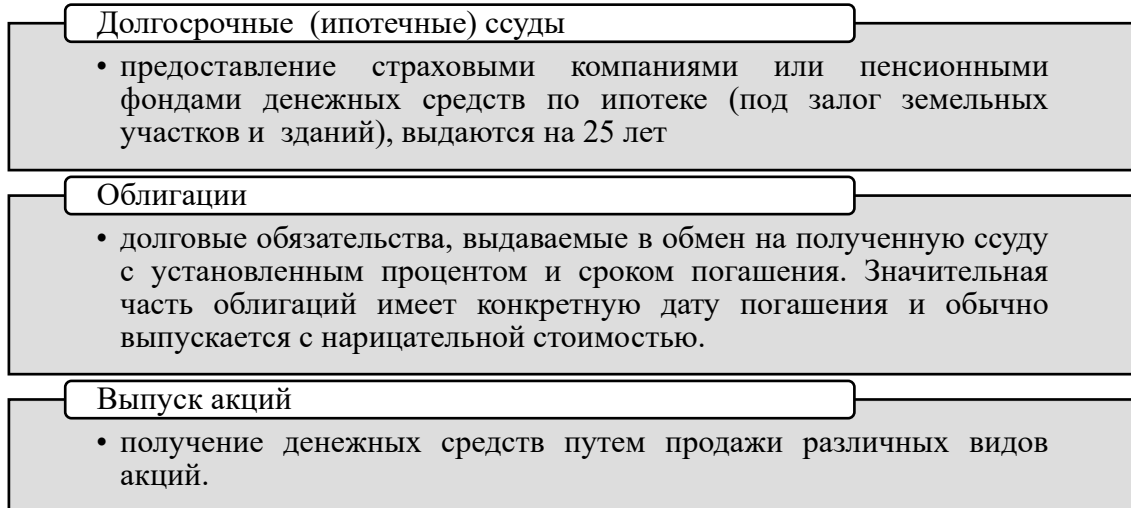 Долгосрочные (ипотечные) ссуды
• предоставление страховыми компаниями или пенсионными
фондами денежных средств по ипотеке (под залог земельных
участков и зданий), выдаются на 25 лет
Облигации
• долговые обязательства, выдаваемые в обмен на полученную ссуду
с установленным процентом и сроком погашения. Значительная
часть облигаций имеет конкретную дату погашения и обычно
выпускается с нарицательной стоимостью.
Выпуск акций
• получение денежных средств путем продажи различных видов
акций.